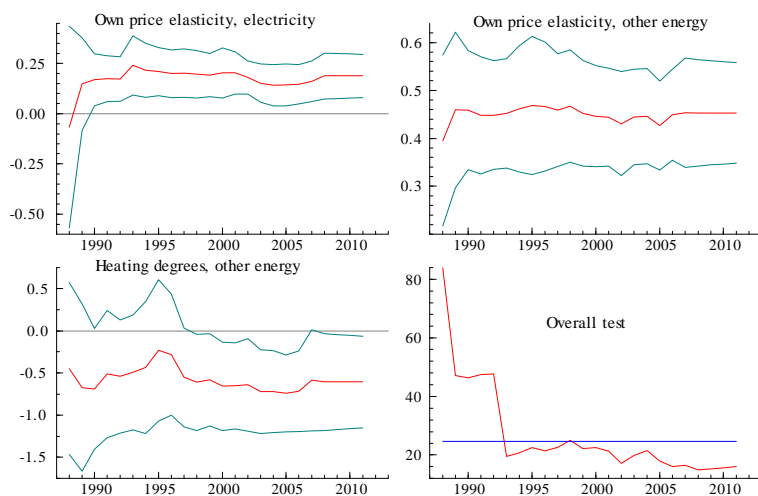 Own price elasticity, electricity
0.25
0.00
-0.25
-0.50
1990 1995 2000 2005 2010
Own price elasticity, other energy
0.6
0.5
0.4
0.3
1990 1995 2000 2005 2010
Heating degrees, other energy
0.5
0.0
-0.5
-1.0
-1.5
1990 1995 2000 2005 2010
Overall test
80
60
40
20
1990 1995 2000 2005 2010